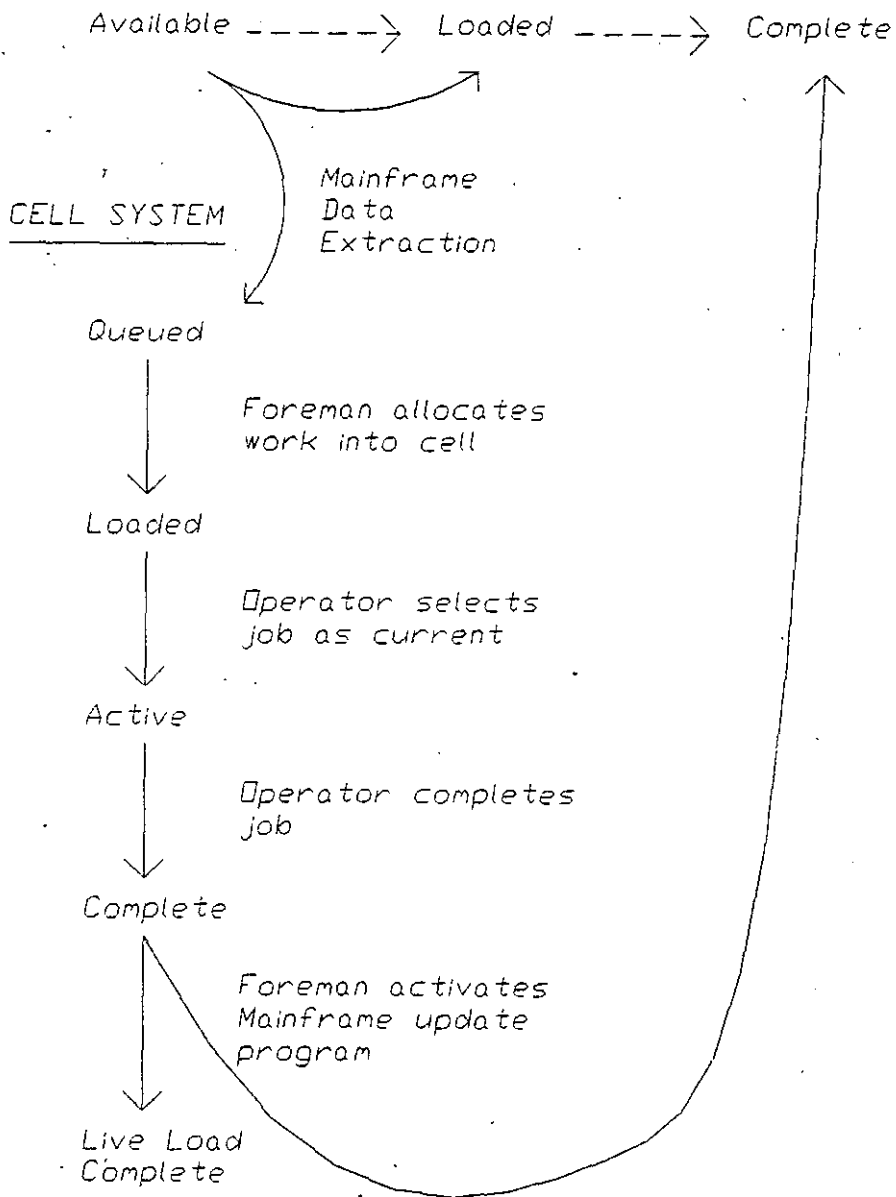 Available Loaded Complete
Mainframe
Data
Extraction
CELL SYSTEM
Queued
Foreman allocates
work into cell
Loaded
Operator selects
job as current
Active
Operator completes
job
Complete
Foreman activates
Mainframe update
program
Live Load
Complete